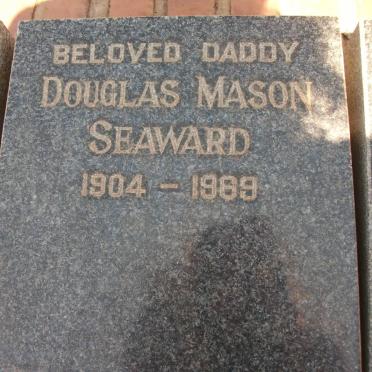 BELOVED DADDY
DOUGLAS MASON
SEAWARD
1904 - 1989